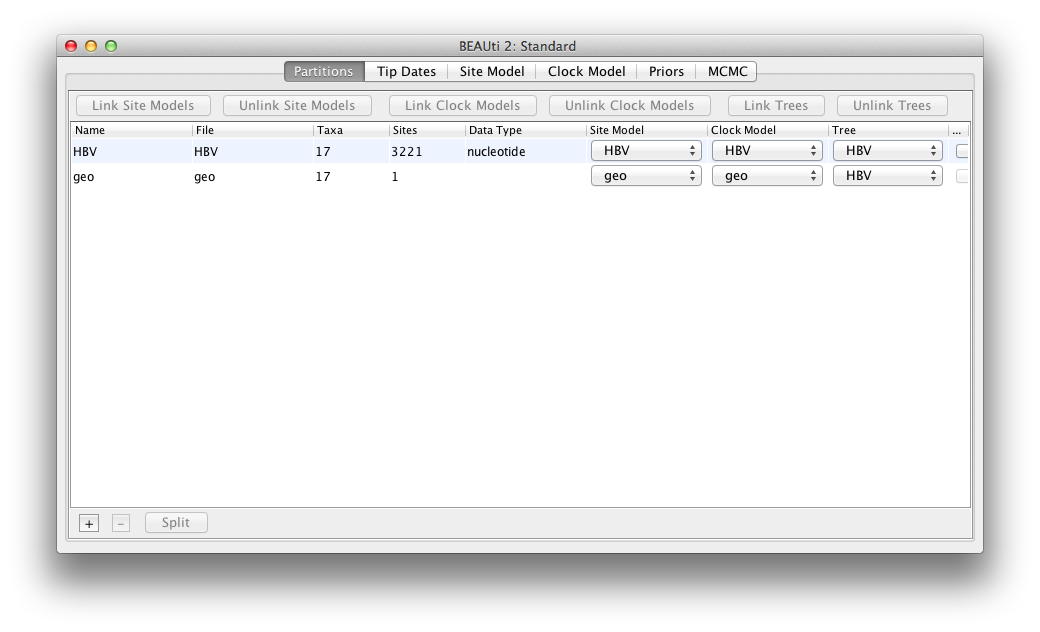 BEAUti 2: Standard
Partitions Tip Dates Site Model Clock Model Priors MCMC
Link Site Models Unlink Site Models Link Clock Models Unlink Clock Models Link Trees Unlink Trees
Name File Taxa Sites Data Type Site Model Clock Model Tree ...
HBV HBV 17 3221 nucleotide HBV HBV HBV
geo geo 17 1 geo geo HBV
+ - Split